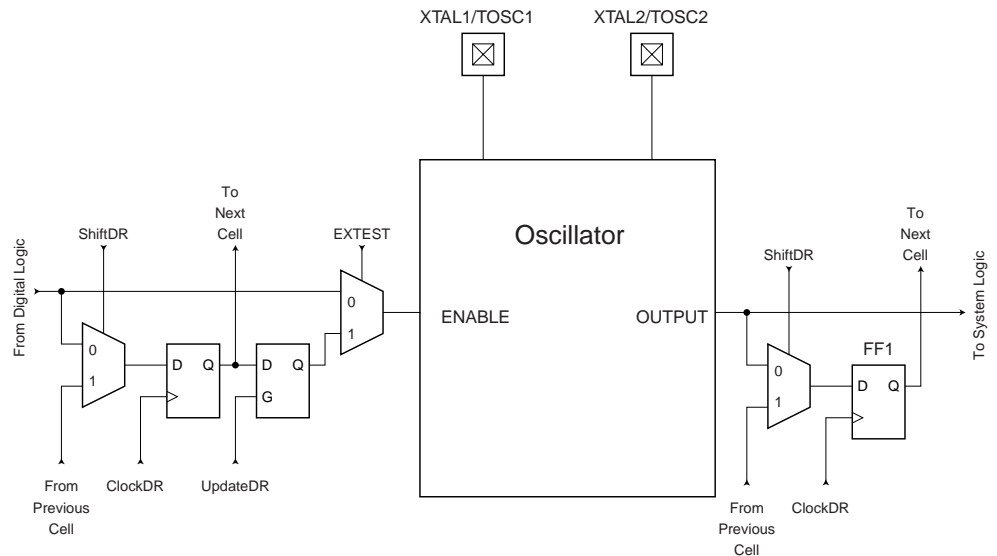 XTAL1/TOSC1
XTAL2/TOSC2
To
Next
Cell
ShiftDR
EXTEST
From Digital Logic
0
1
D Q
D Q
G
0
1
From
Previous
Cell
ClockDR
UpdateDR
Oscillator
ENABLE
OUTPUT
To
Next
Cell
ShiftDR
FF1
To System Logic
0
1
D Q
From
Previous
Cell
ClockDR